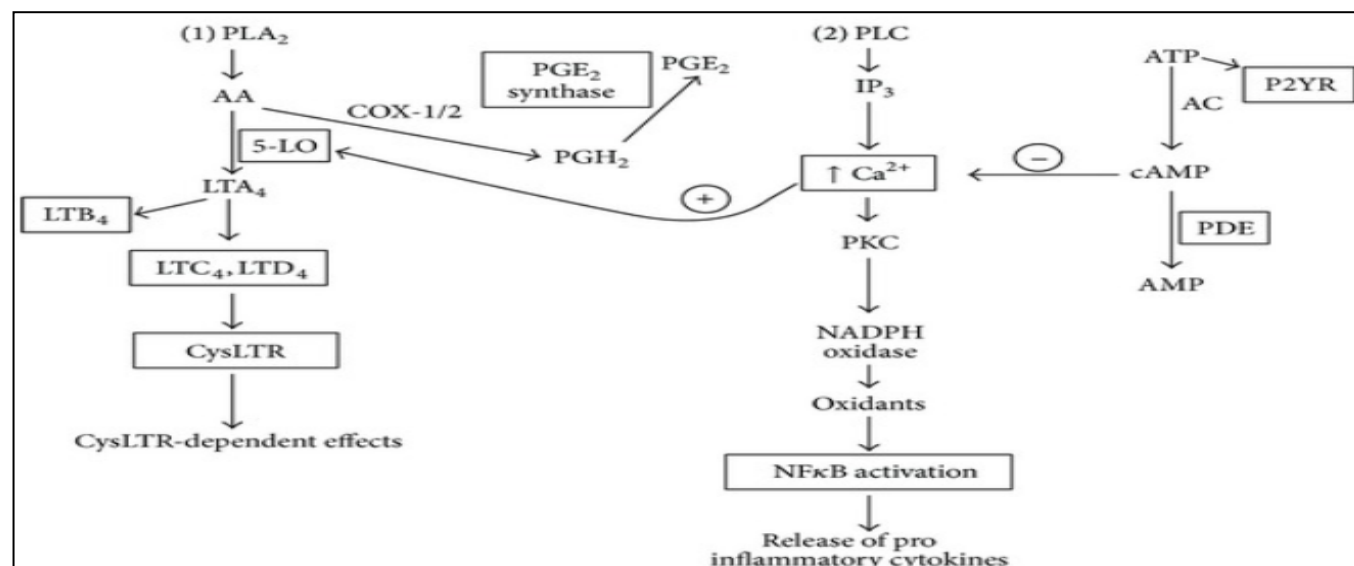 (1) PLA₂
AA
COX-1/2
5-LO
LTA₄
LTB₄
LTC₄, LTD₄
CysLTR
CysLTR-dependent effects
PGE₂
synthase
PGE₂
PGH₂
(2) PLC
IP₃
↑ Ca²⁺
+
−
PKC
NADPH
oxidase
Oxidants
NFκB activation
Release of pro
inflammatory cytokines
ATP
P2YR
AC
cAMP
PDE
AMP